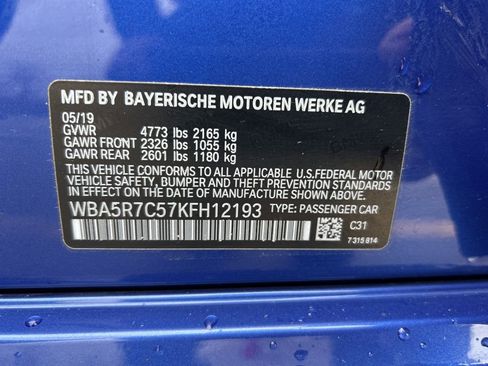 MFD BY BAYERISCHE MOTOREN WERKE AG
05/19
GVWR 4773 lbs 2165 kg
GAWR FRONT 2326 lbs 1055 kg
GAWR REAR 2601 lbs 1180 kg
THIS VEHICLE CONFORMS TO ALL APPLICABLE U.S.FEDERAL MOTOR
VEHICLE SAFETY, BUMPER, AND THEFT PREVENTION STANDARDS
IN EFFECT ON THE DATE OF MANUFACTURE SHOWN ABOVE.
WBA5R7C57KFH12193 TYPE: PASSENGER CAR
C31
7 315 814